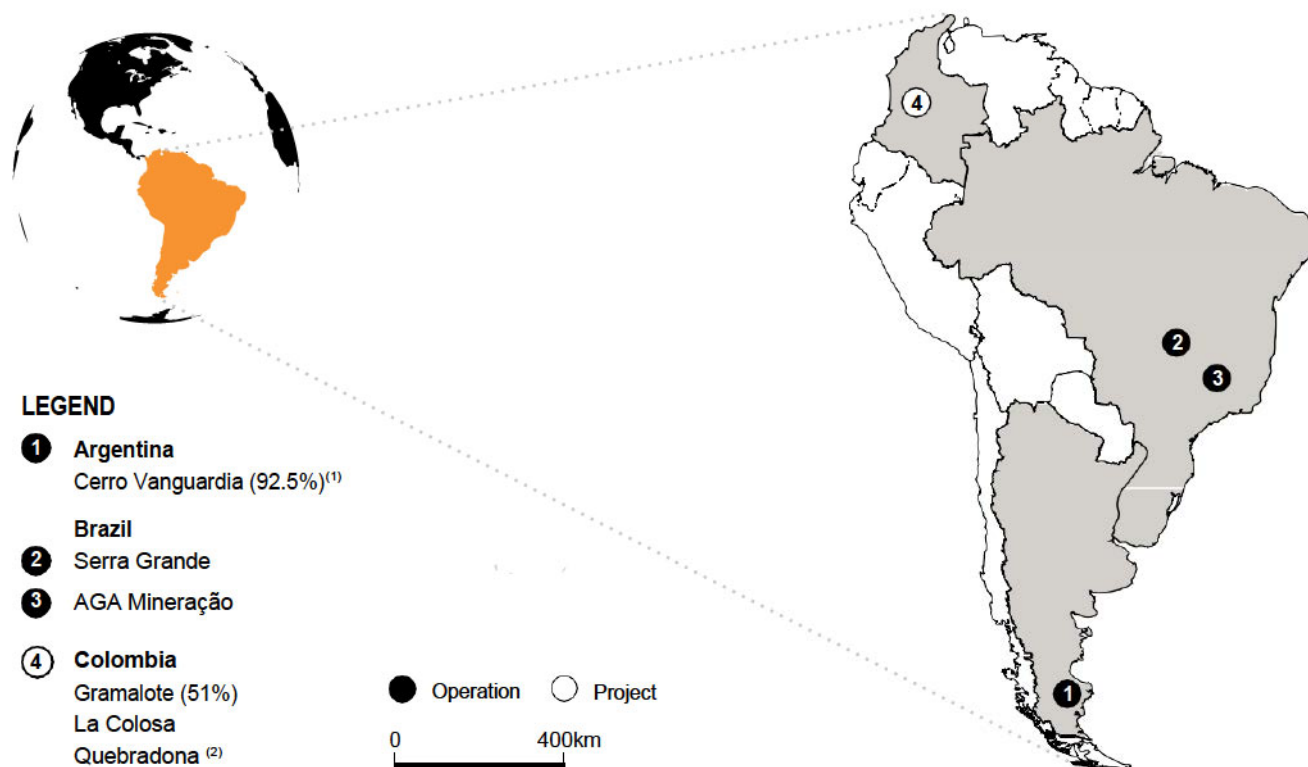 LEGEND
1 Argentina
Cerro Vanguardia (92.5%)(1)
Brazil
2 Serra Grande
3 AGA Mineração
4 Colombia
Gramalote (51%)
La Colosa
Quebradona (2)
Operation Project
0 400km
4
2
3
1